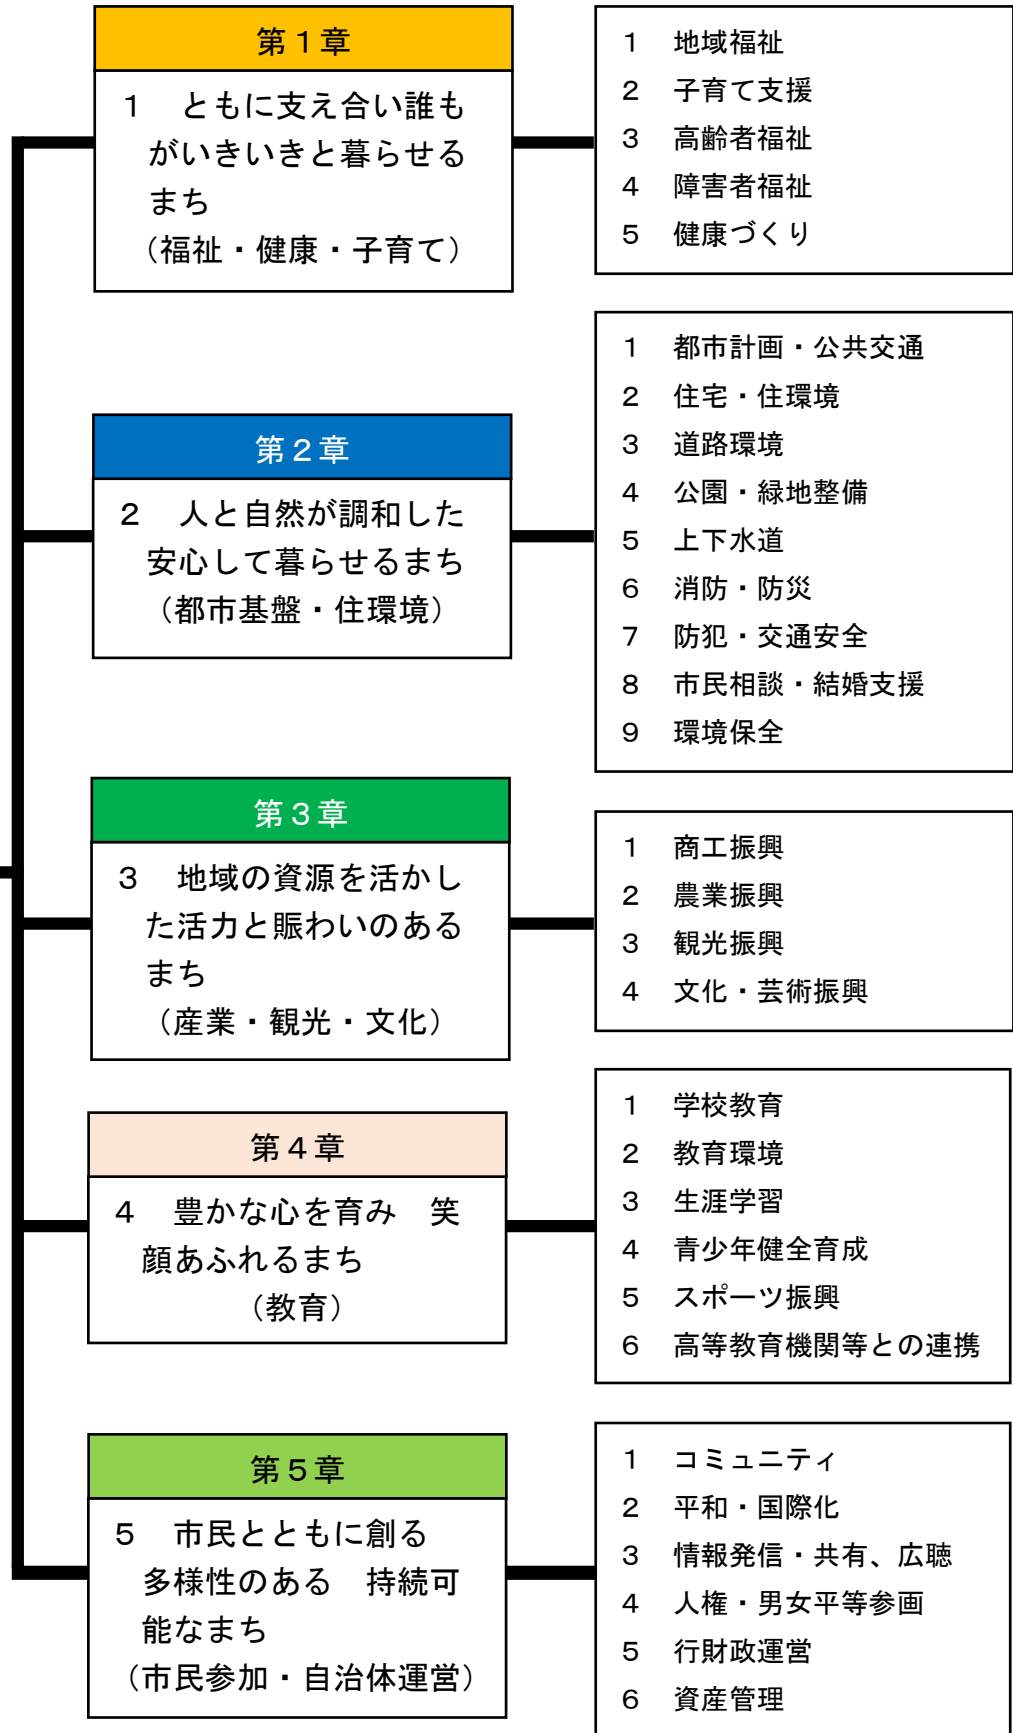 第１章
１　ともに支え合い誰も
がいきいきと暮らせる
まち
（福祉・健康・子育て）
１　地域福祉
２　子育て支援
３　高齢者福祉
４　障害者福祉
５　健康づくり
第２章
２　人と自然が調和した
安心して暮らせるまち
（都市基盤・住環境）
１　都市計画・公共交通
２　住宅・住環境
３　道路環境
４　公園・緑地整備
５　上下水道
６　消防・防災
７　防犯・交通安全
８　市民相談・結婚支援
９　環境保全
第３章
３　地域の資源を活かし
た活力と賑わいのある
まち
（産業・観光・文化）
１　商工振興
２　農業振興
３　観光振興
４　文化・芸術振興
第４章
４　豊かな心を育み　笑
顔あふれるまち
（教育）
１　学校教育
２　教育環境
３　生涯学習
４　青少年健全育成
５　スポーツ振興
６　高等教育機関等との連携
第５章
５　市民とともに創る
多様性のある　持続可
能なまち
（市民参加・自治体運営）
１　コミュニティ
２　平和・国際化
３　情報発信・共有、広聴
４　人権・男女平等参画
５　行財政運営
６　資産管理